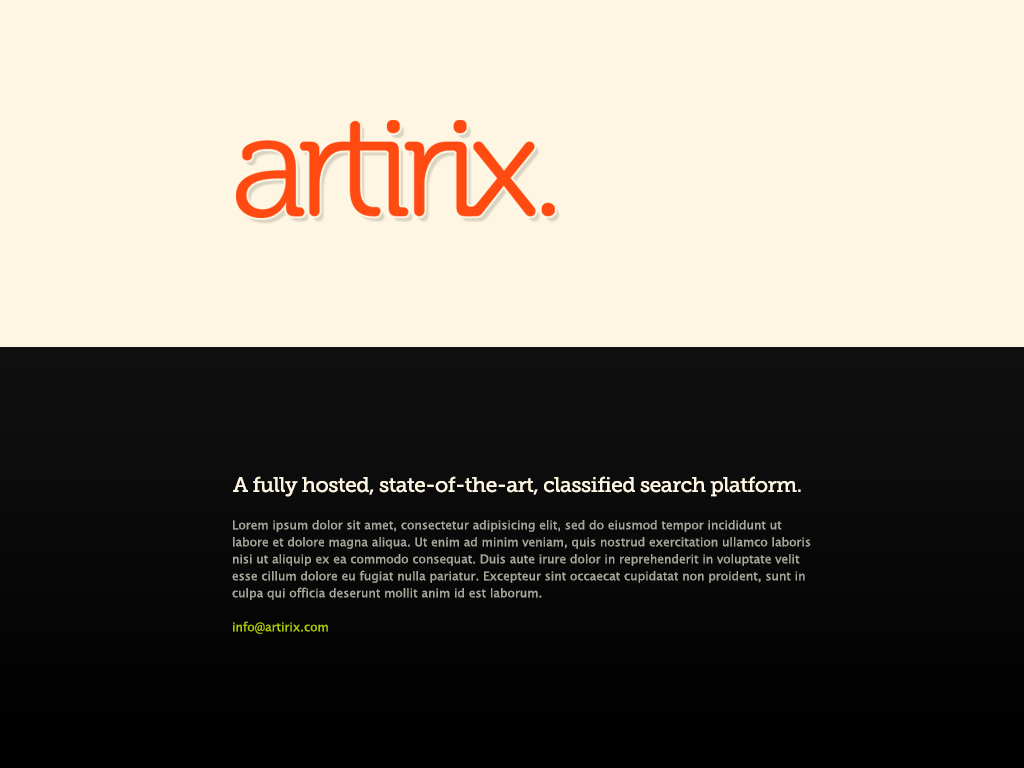 artirix.
A fully hosted, state-of-the-art, classified search platform.
Lorem ipsum dolor sit amet, consectetur adipisicing elit, sed do eiusmod tempor incididunt ut
labore et dolore magna aliqua. Ut enim ad minim veniam, quis nostrud exercitation ullamco laboris
nisi ut aliquip ex ea commodo consequat. Duis aute irure dolor in reprehenderit in voluptate velit
esse cillum dolore eu fugiat nulla pariatur. Excepteur sint occaecat cupidatat non proident, sunt in
culpa qui officia deserunt mollit anim id est laborum.
info@artirix.com